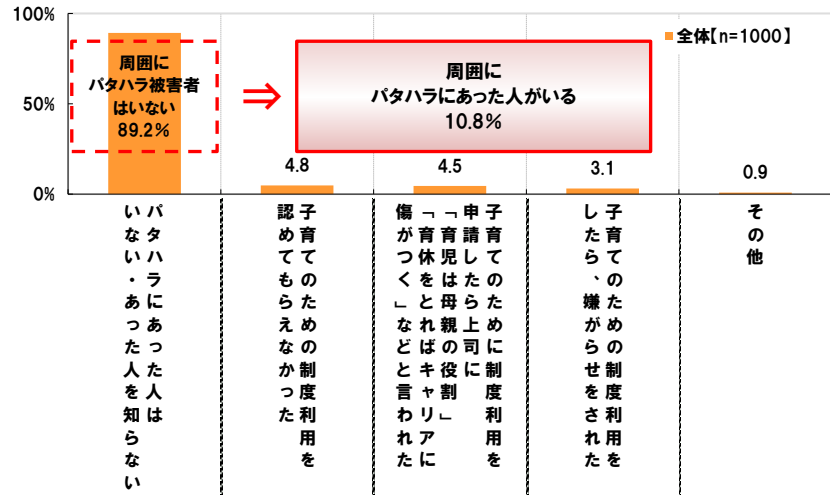 100%
50%
0%
全体【n=1000】
周囲に
パタハラ被害者
はいない
89.2%
⇒
周囲に
パタハラにあった人がいる
10.8%
4.8
4.5
3.1
0.9
パタハラにあった人は
いない・あった人を知らない
子育てのための制度利用を
認めてもらえなかった
子育てのために制度利用を
申請したら上司に
「育児は母親の役割」
「育休をとればキャリアに
傷がつく」などと言われた
子育てのための制度利用を
したら、嫌がらせをされた
その他